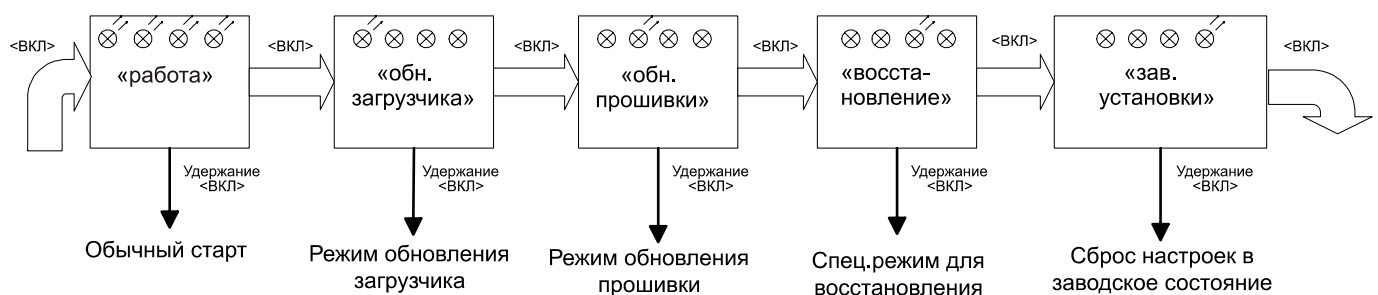 <ВКЛ>
«работа»
<ВКЛ>
«обн.
загрузчика»
<ВКЛ>
«обн.
прошивки»
<ВКЛ>
«восста-
новление»
<ВКЛ>
«зав.
установки»
<ВКЛ>
Удержание
<ВКЛ>
Удержание
<ВКЛ>
Удержание
<ВКЛ>
Удержание
<ВКЛ>
Удержание
<ВКЛ>
Обычный старт
Режим обновления
загрузчика
Режим обновления
прошивки
Спец.режим для
восстановления
Сброс настроек в
заводское состояние